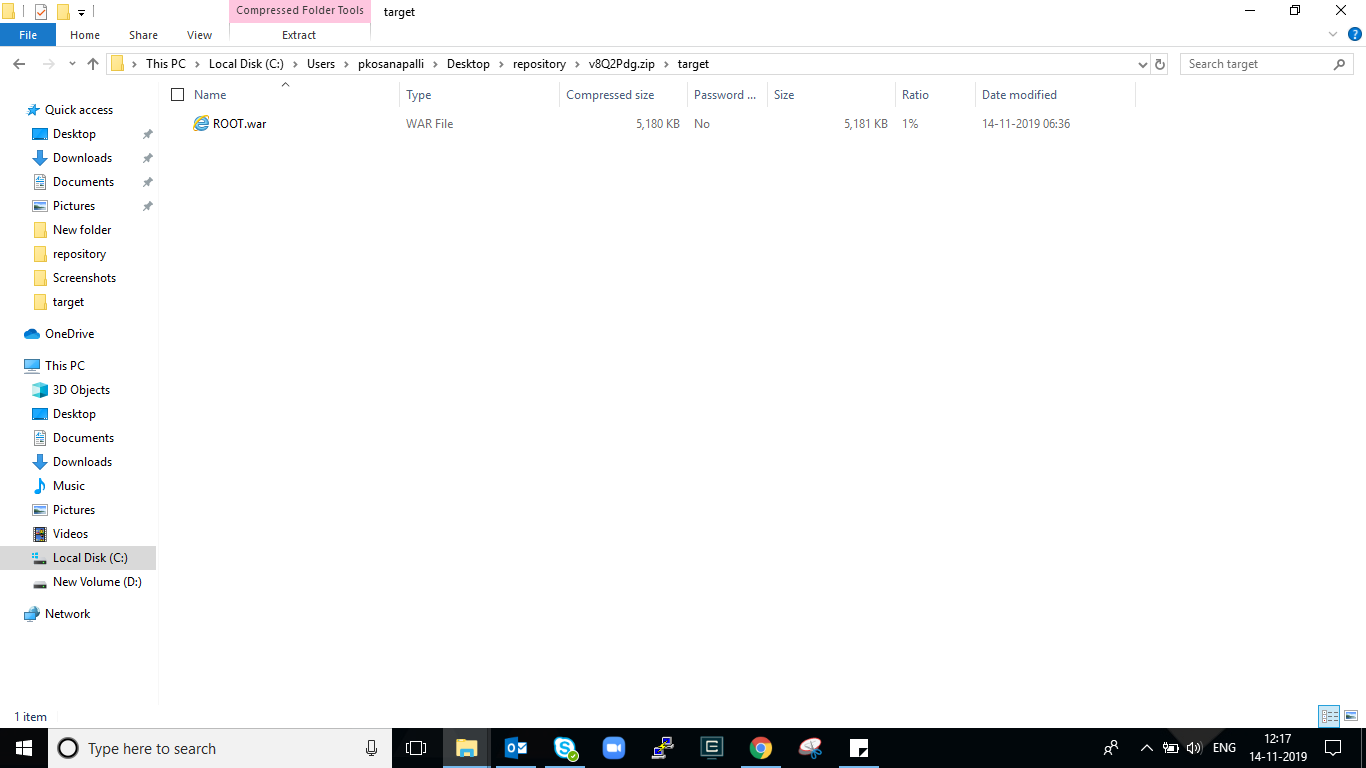 Compressed Folder Tools target
File Home Share View Extract
This PC Local Disk (C:) Users pkosanapalli Desktop repository v8Q2Pdg.zip target Search target
Name Type Compressed size Password ... Size Ratio Date modified
ROOT.war WAR File 5,180 KB No 5,181 KB 1% 14-11-2019 06:36
Quick access
Desktop
Downloads
Documents
Pictures
New folder
repository
Screenshots
target
OneDrive
This PC
3D Objects
Desktop
Documents
Downloads
Music
Pictures
Videos
Local Disk (C:)
New Volume (D:)
Network
1 item
Type here to search ENG 12:17
14-11-2019